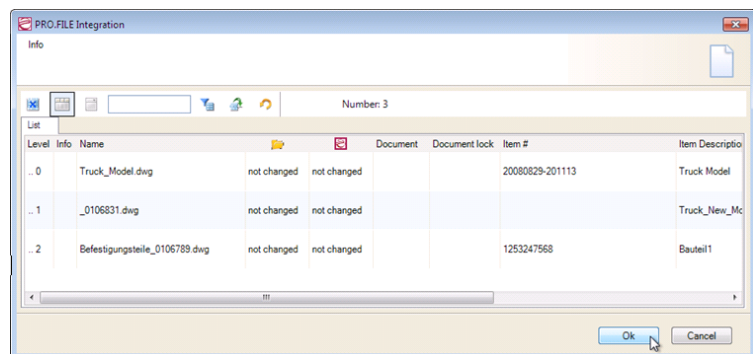 PRO.FILE Integration
Info
Number: 3
List
Level Info Name Document Document lock Item # Item Descriptio
.. 0 Truck_Model.dwg not changed not changed 20080829-201113 Truck Model
.. 1 _0106831.dwg not changed not changed Truck_New_Mc
.. 2 Befestigungsteile_0106789.dwg not changed not changed 1253247568 Bauteil1
Ok Cancel